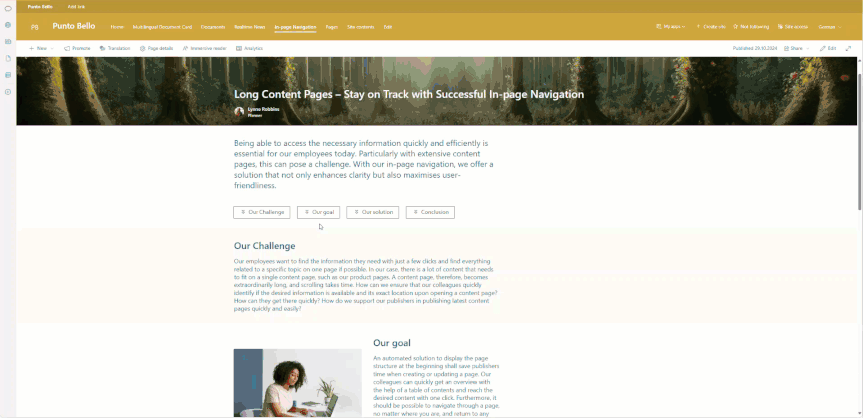 Punto Bello Add link
PB Punto Bello Home Multilingual Document Card Documents Realtime News In-page Navigation Pages Site contents Edit
Create site Not following Site access German
New Promote Translation Page details Immersive reader Analytics Published 29.10.2024 Share Edit
Long Content Pages – Stay on Track with Successful In-page Navigation
Lyena Robbins
Planner
Being able to access the necessary information quickly and efficiently is
essential for our employees today. Particularly with extensive content
pages, this can pose a challenge. With our in-page navigation, we offer a
solution that not only enhances clarity but also maximises user-
friendliness.
Our Challenge Our goal Our solution Conclusion
Our Challenge
Our employees want to find the information they need with just a few clicks and find everything
related to a specific topic on one page if possible. In our case, there is a lot of content that needs
to fit on a single content page, such as our product pages. A content page, therefore, becomes
extraordinarily long, and scrolling takes time. How can we ensure that our colleagues quickly
identify if the desired information is available and its exact location upon opening a content page?
How can they get there quickly? How do we support our publishers in publishing latest content
pages quickly and easily?
Our goal
An automated solution to display the page
structure at the beginning shall save publishers
time when creating or updating a page. Our
colleagues can quickly get an overview with
the help of a table of contents and reach the
desired content with one click. Furthermore, it
should be possible to navigate through a page,
no matter where you are, and return to any